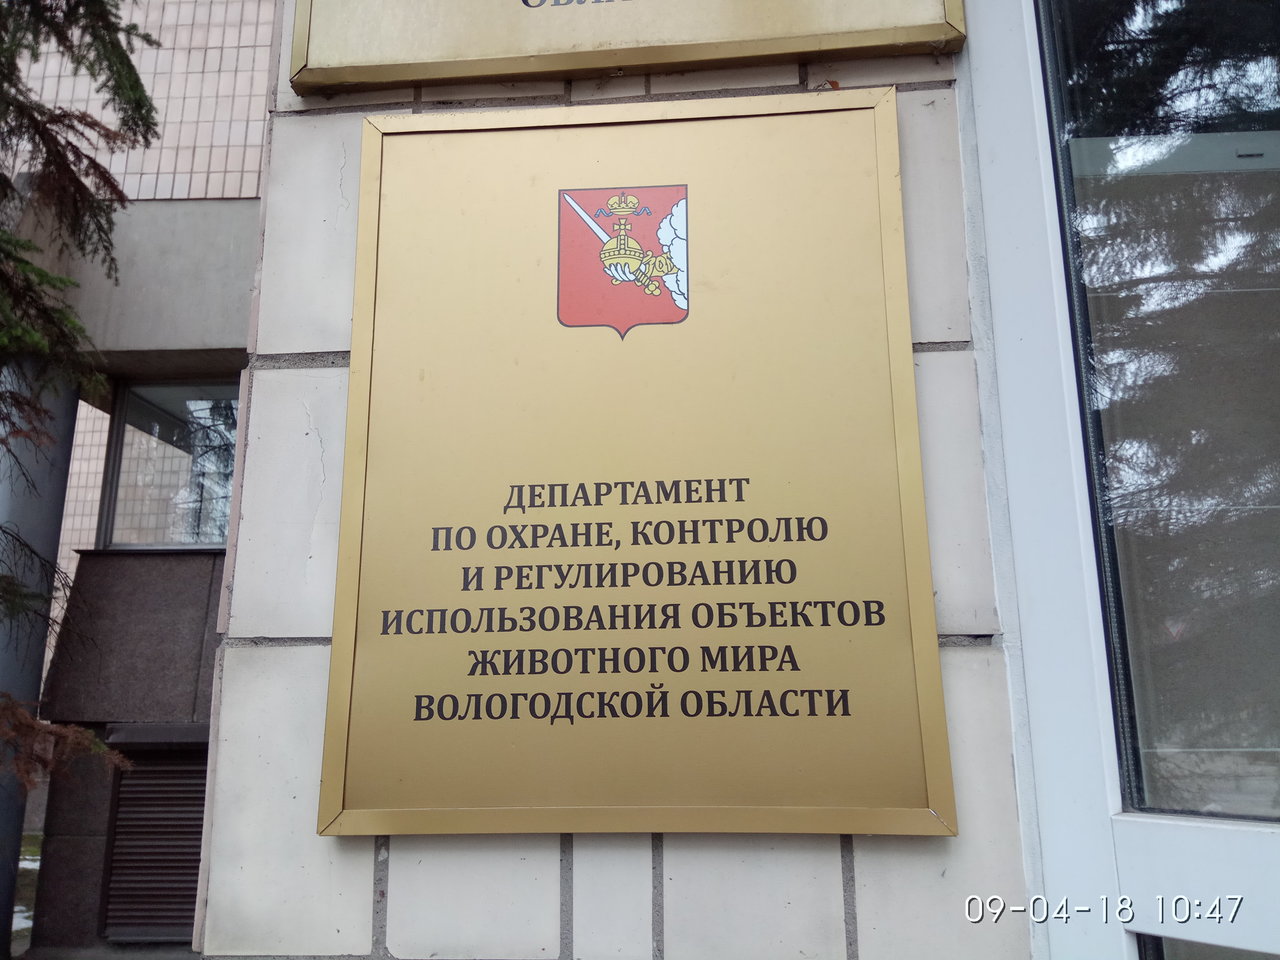 ДЕПАРТАМЕНТ
ПО ОХРАНЕ, КОНТРОЛЮ
И РЕГУЛИРОВАНИЮ
ИСПОЛЬЗОВАНИЯ ОБЪЕКТОВ
ЖИВОТНОГО МИРА
ВОЛОГОДСКОЙ ОБЛАСТИ
09-04-18 10:47